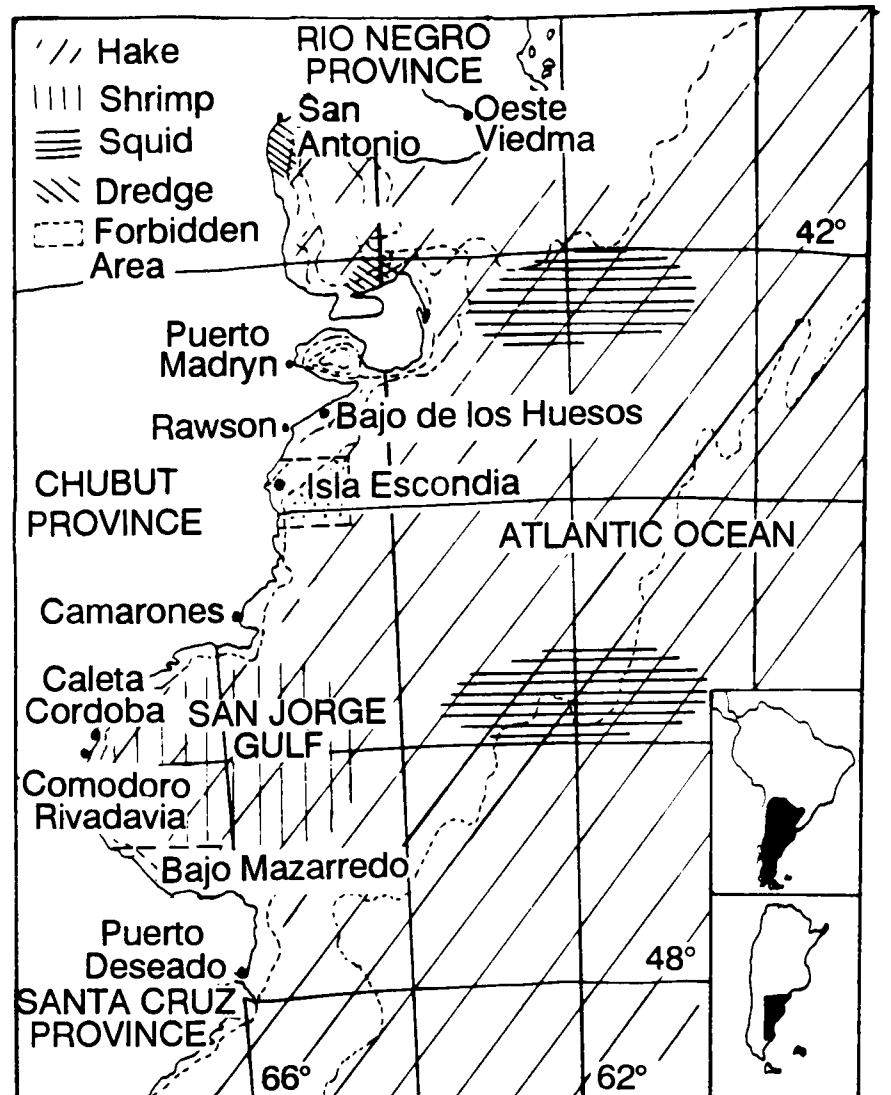 Hake
Shrimp
Squid
Dredge
Forbidden
Area
RIO NEGRO
PROVINCE
San
Antonio
Oeste
Viedma
42°
Puerto
Madryn
Bajo de los Huesos
Rawson
CHUBUT
PROVINCE
Isla Escondia
ATLANTIC OCEAN
Camarones
Caleta
Cordoba
SAN JORGE
GULF
Comodoro
Rivadavia
Bajo Mazarredo
Puerto
Deseado
48°
SANTA CRUZ
PROVINCE
66°
62°